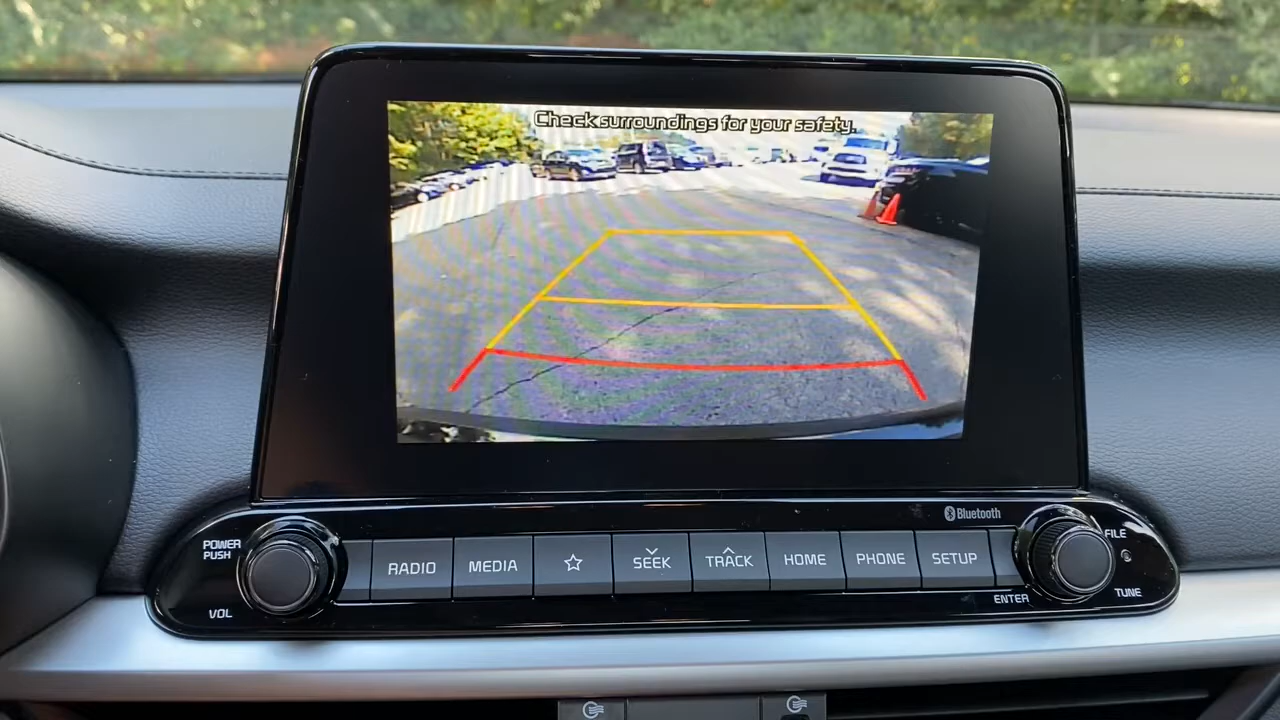 Check surroundings for your safety.
Bluetooth
POWER
PUSH
VOL
RADIO
MEDIA
SEEK
TRACK
HOME
PHONE
SETUP
FILE
ENTER
TUNE